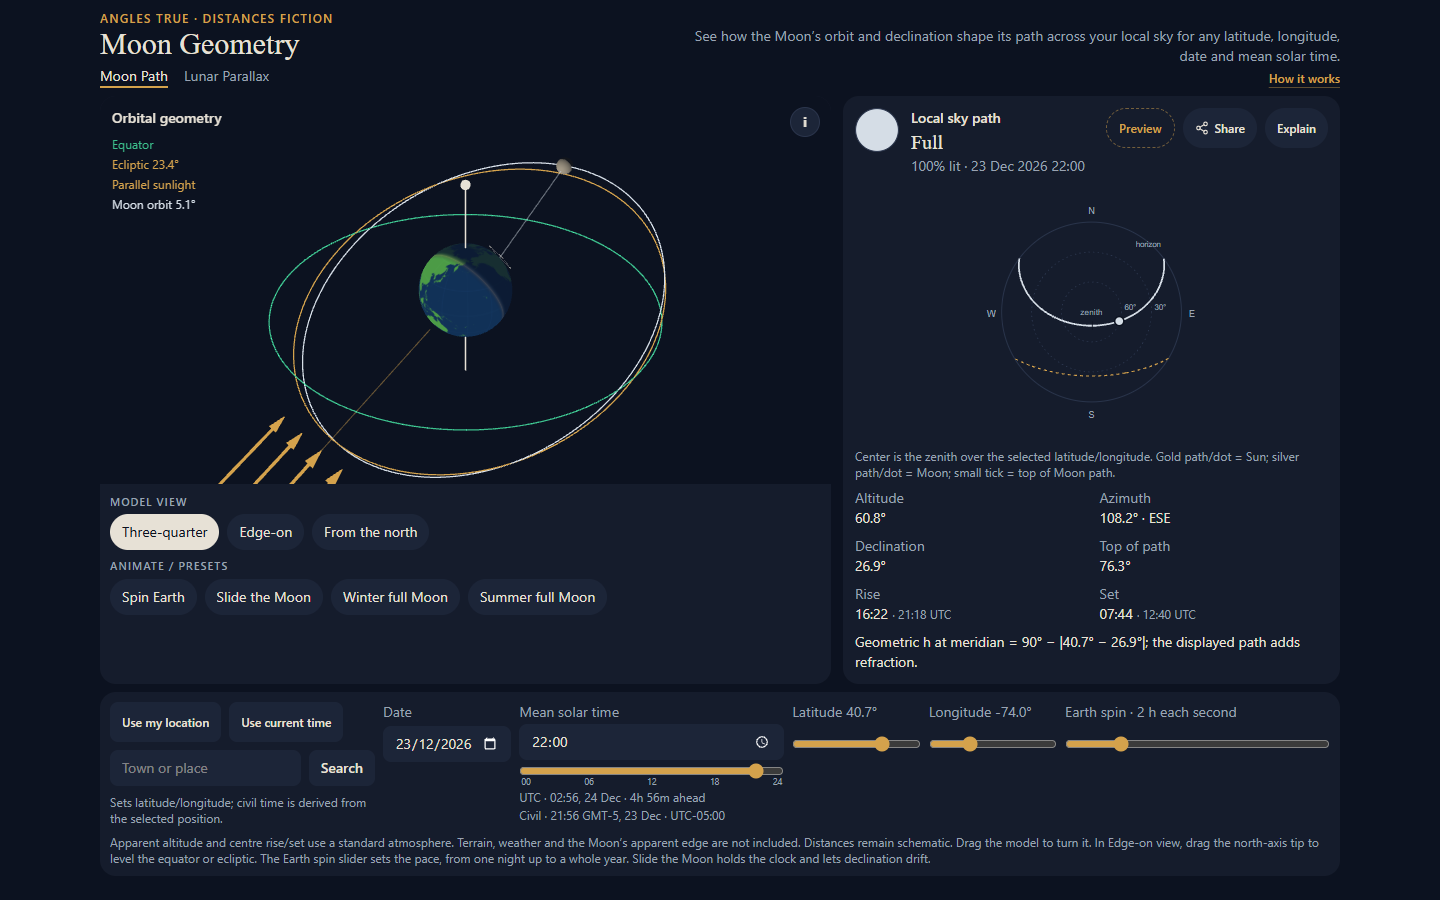 ANGLES TRUE · DISTANCES FICTION
Moon Geometry
See how the Moon's orbit and declination shape its path across your local sky for any latitude, longitude,
date and mean solar time.
Moon Path
Lunar Parallax
How it works
Orbital geometry
i
Equator
Ecliptic 23.4°
Parallel sunlight
Moon orbit 5.1°
MODEL VIEW
Three-quarter
Edge-on
From the north
ANIMATE / PRESETS
Spin Earth
Slide the Moon
Winter full Moon
Summer full Moon
Local sky path
Full
100% lit · 23 Dec 2026 22:00
Preview
Share
Explain
N
horizon
zenith
60°
30°
W
E
S
Center is the zenith over the selected latitude/longitude. Gold path/dot = Sun; silver
path/dot = Moon; small tick = top of Moon path.
Altitude
60.8°
Azimuth
108.2° · ESE
Declination
26.9°
Top of path
76.3°
Rise
16:22 · 21:18 UTC
Set
07:44 · 12:40 UTC
Geometric h at meridian = 90° − |40.7° − 26.9°|; the displayed path adds
refraction.
Use my location
Use current time
Town or place
Search
Sets latitude/longitude; civil time is derived from
the selected position.
Date
23/12/2026
Mean solar time
22:00
00 06 12 18 24
UTC · 02:56, 24 Dec · 4h 56m ahead
Civil · 21:56 GMT-5, 23 Dec · UTC-05:00
Latitude 40.7°
Longitude -74.0°
Earth spin · 2 h each second
Apparent altitude and centre rise/set use a standard atmosphere. Terrain, weather and the Moon's apparent edge are not included. Distances remain schematic. Drag the model to turn it. In Edge-on view, drag the north-axis tip to
level the equator or ecliptic. The Earth spin slider sets the pace, from one night up to a whole year. Slide the Moon holds the clock and lets declination drift.